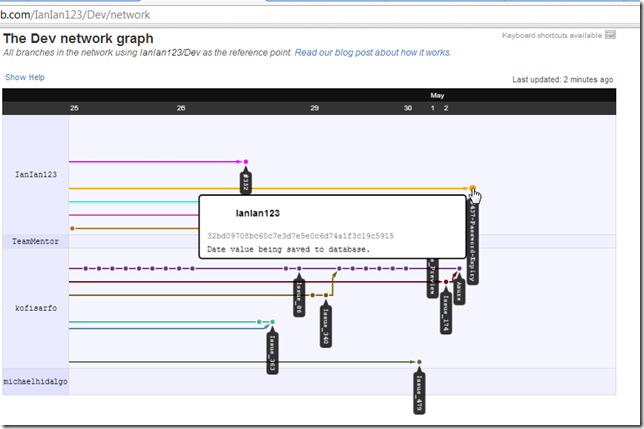 b.com/IanIan123/Dev/network
The Dev network graph
Keyboard shortcuts available
All branches in the network using IanIan123/Dev as the reference point. Read our blog post about how it works.
Show Help
Last updated: 2 minutes ago
May
25 26 29 30 1 2
IanIan123
#332
437-Password-Expiry
IanIan123
32bd09708bc60c7e3d7e5e0c6d74a1f3c19c5915
Date value being saved to database.
TeamMentor
Preview
kofisarfo
Issue_86
Issue_340
Issue_174
Issue_363
michaelhidalgo
Issue_479